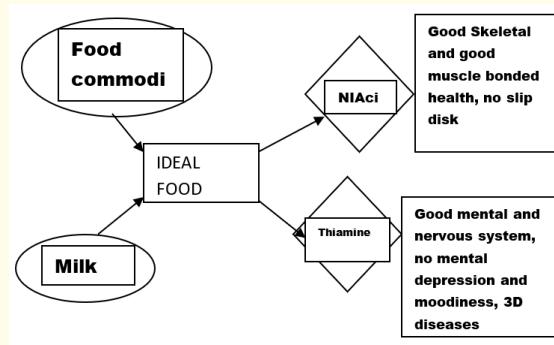 Food
commodi
Milk
IDEAL
FOOD
NIAci
Thiamine
Good Skeletal
and good
muscle bonded
health, no slip
disk
Good mental and
nervous system,
no mental
depression and
moodiness, 3D
diseases